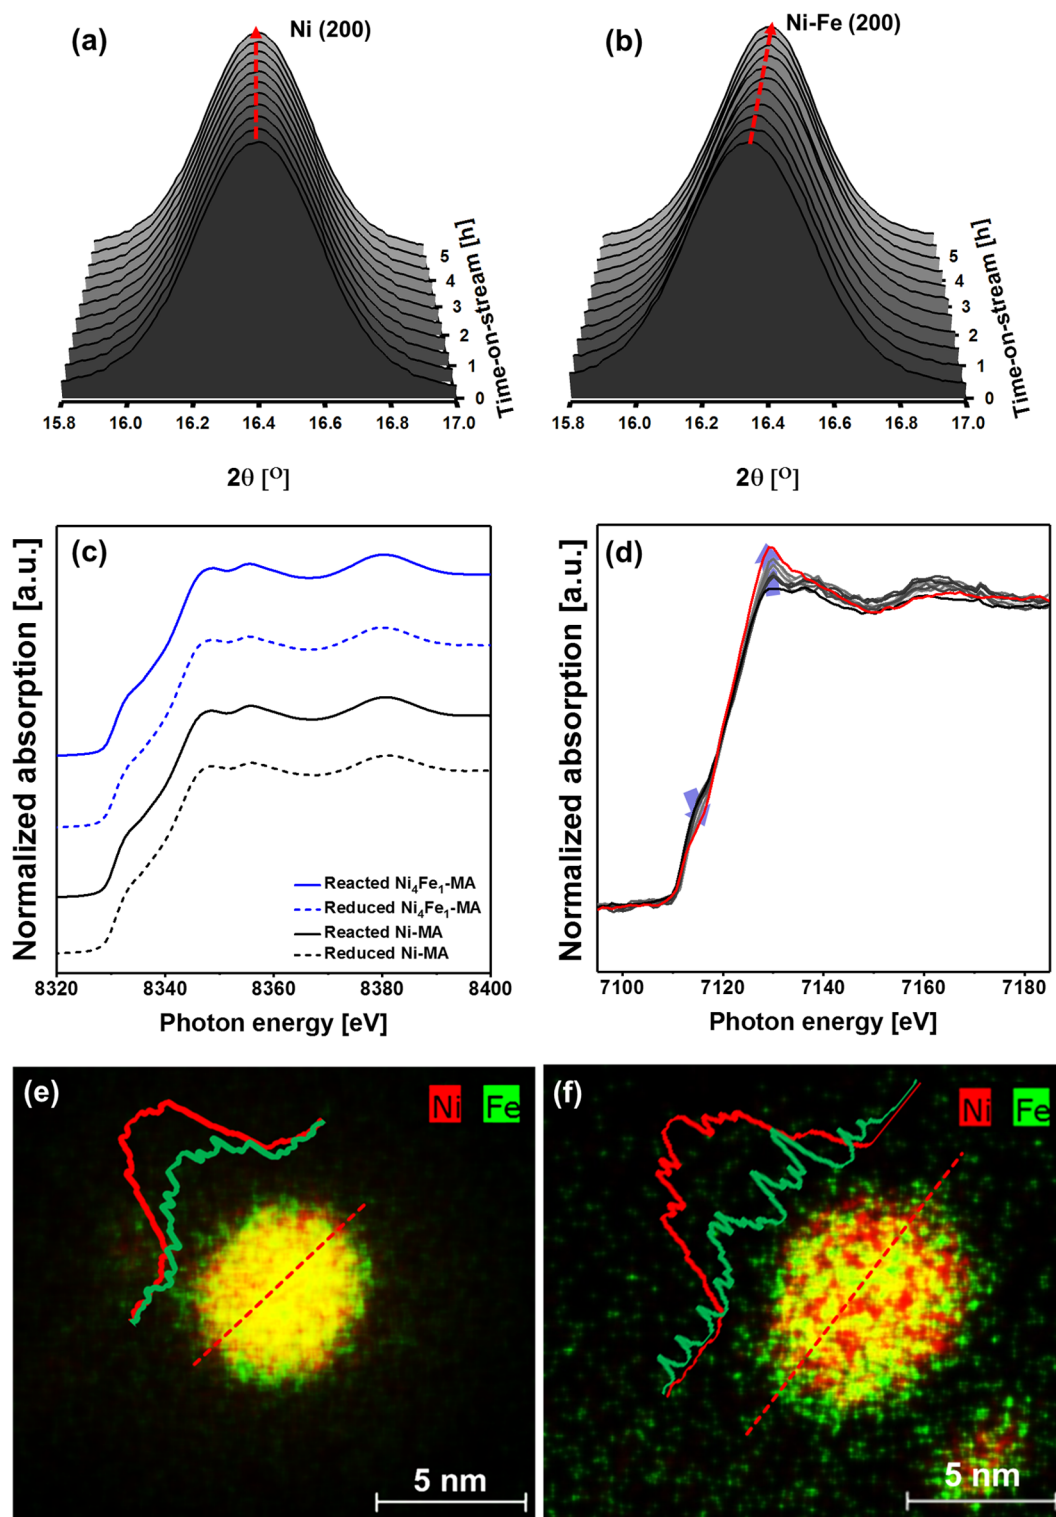 (a)
Ni (200)
5
4
3
2
1
0
Time-on-stream [h]
15.8 16.0 16.2 16.4 16.6 16.8 17.0
2θ [O]
(b)
Ni-Fe (200)
5
4
3
2
1
0
Time-on-stream [h]
15.8 16.0 16.2 16.4 16.6 16.8 17.0
2θ [O]
(c)
Normalized absorption [a.u.]
Reacted Ni4Fe1-MA
Reduced Ni4Fe1-MA
Reacted Ni-MA
Reduced Ni-MA
8320 8340 8360 8380 8400
Photon energy [eV]
(d)
Normalized absorption [a.u.]
7100 7120 7140 7160 7180
Photon energy [eV]
(e)
Ni Fe
5 nm
(f)
Ni Fe
5 nm